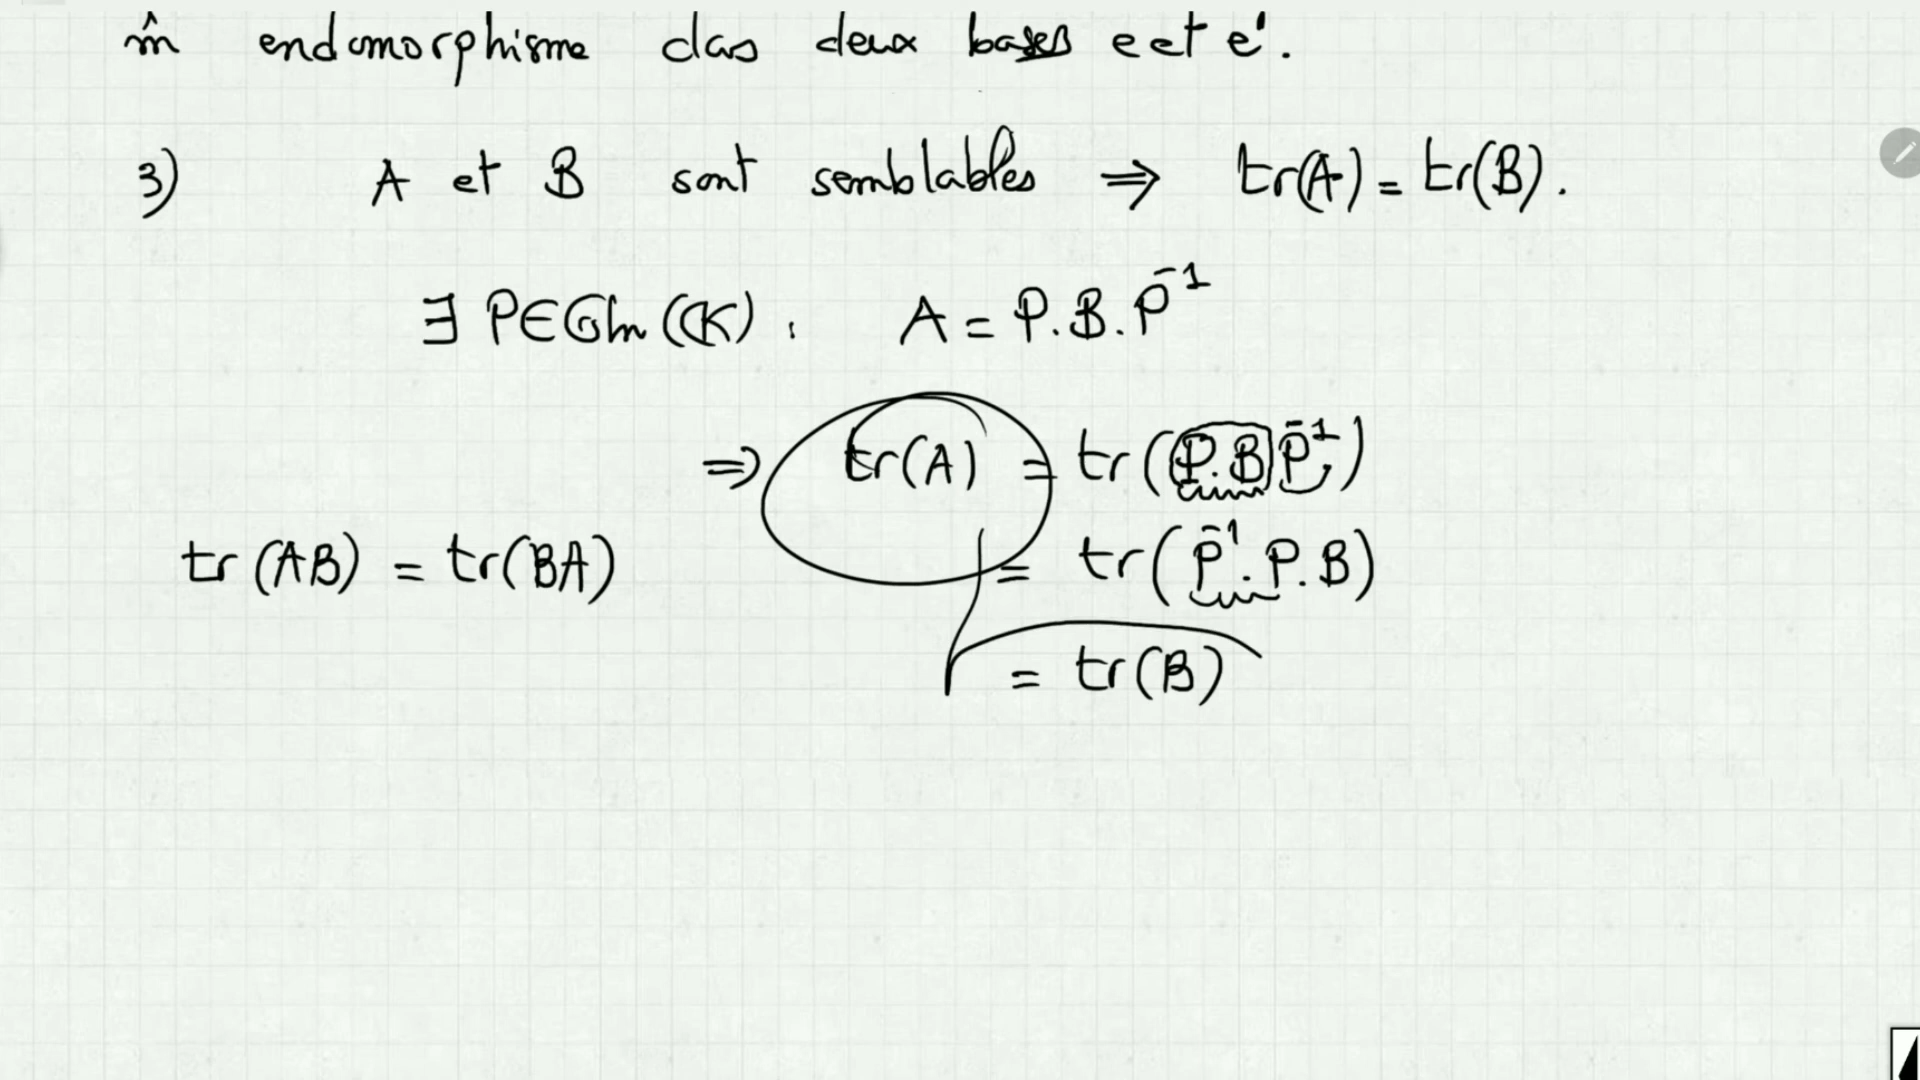 m̂ endomorphisme das deux bases e et e'.
3) A et B sont semblables ⇒ tr(A) = tr(B).
∃ P∈Gln(K). A = P.B.P⁻¹
⇒ tr(A) = tr(P.B P⁻¹)
tr(AB) = tr(BA) = tr(P⁻¹.P.B)
= tr(B)